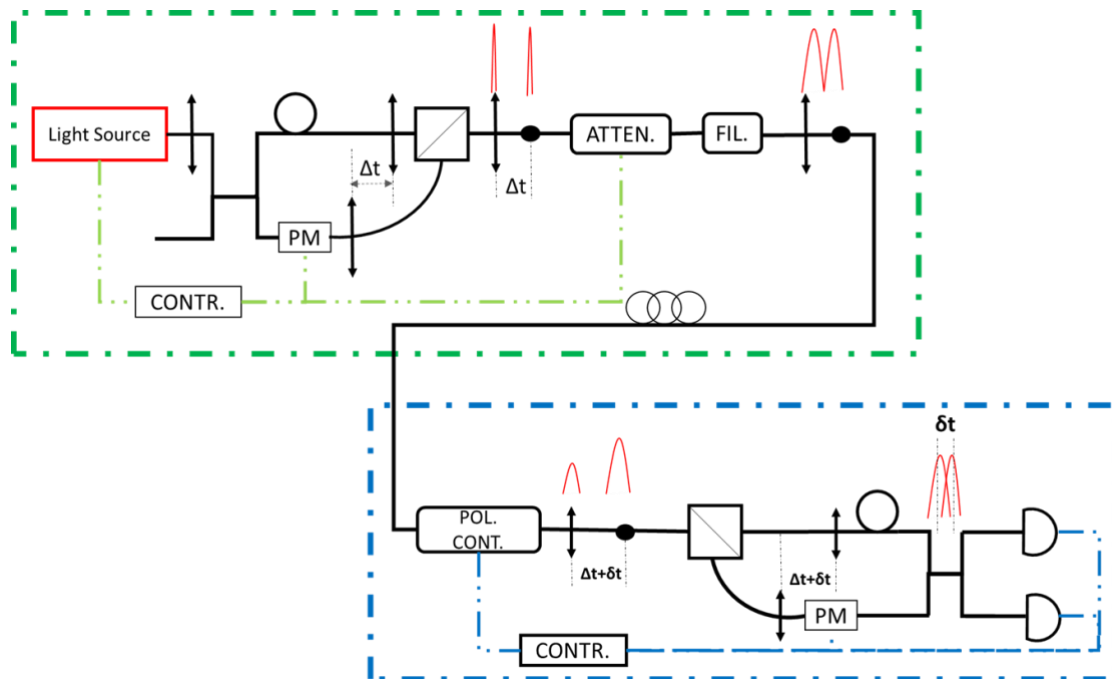 Light Source
Δt
PM
CONTR.
Δt
ATTEN.
FIL.
POL.
CONT.
Δt+δt
δt
Δt+δt
PM
CONTR.